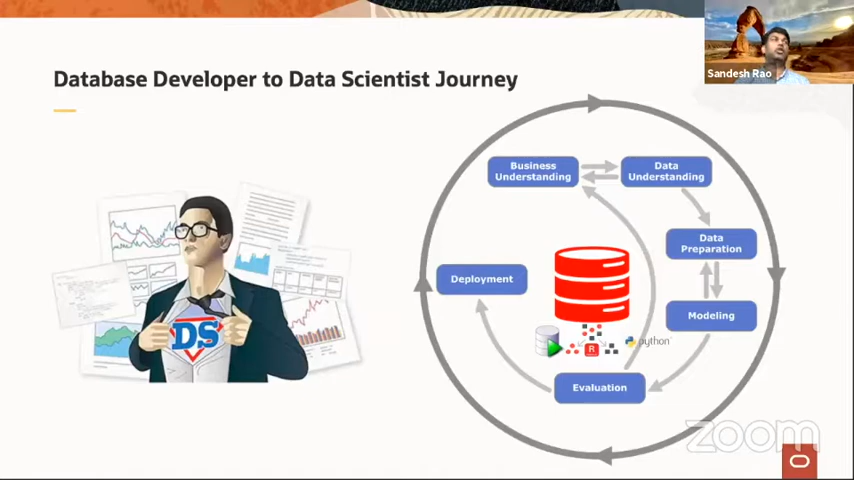 Sandesh Rao
Database Developer to Data Scientist Journey
Business
Understanding
Data
Understanding
Data
Preparation
Deployment
Modeling
DS
R
python
Evaluation
zoom